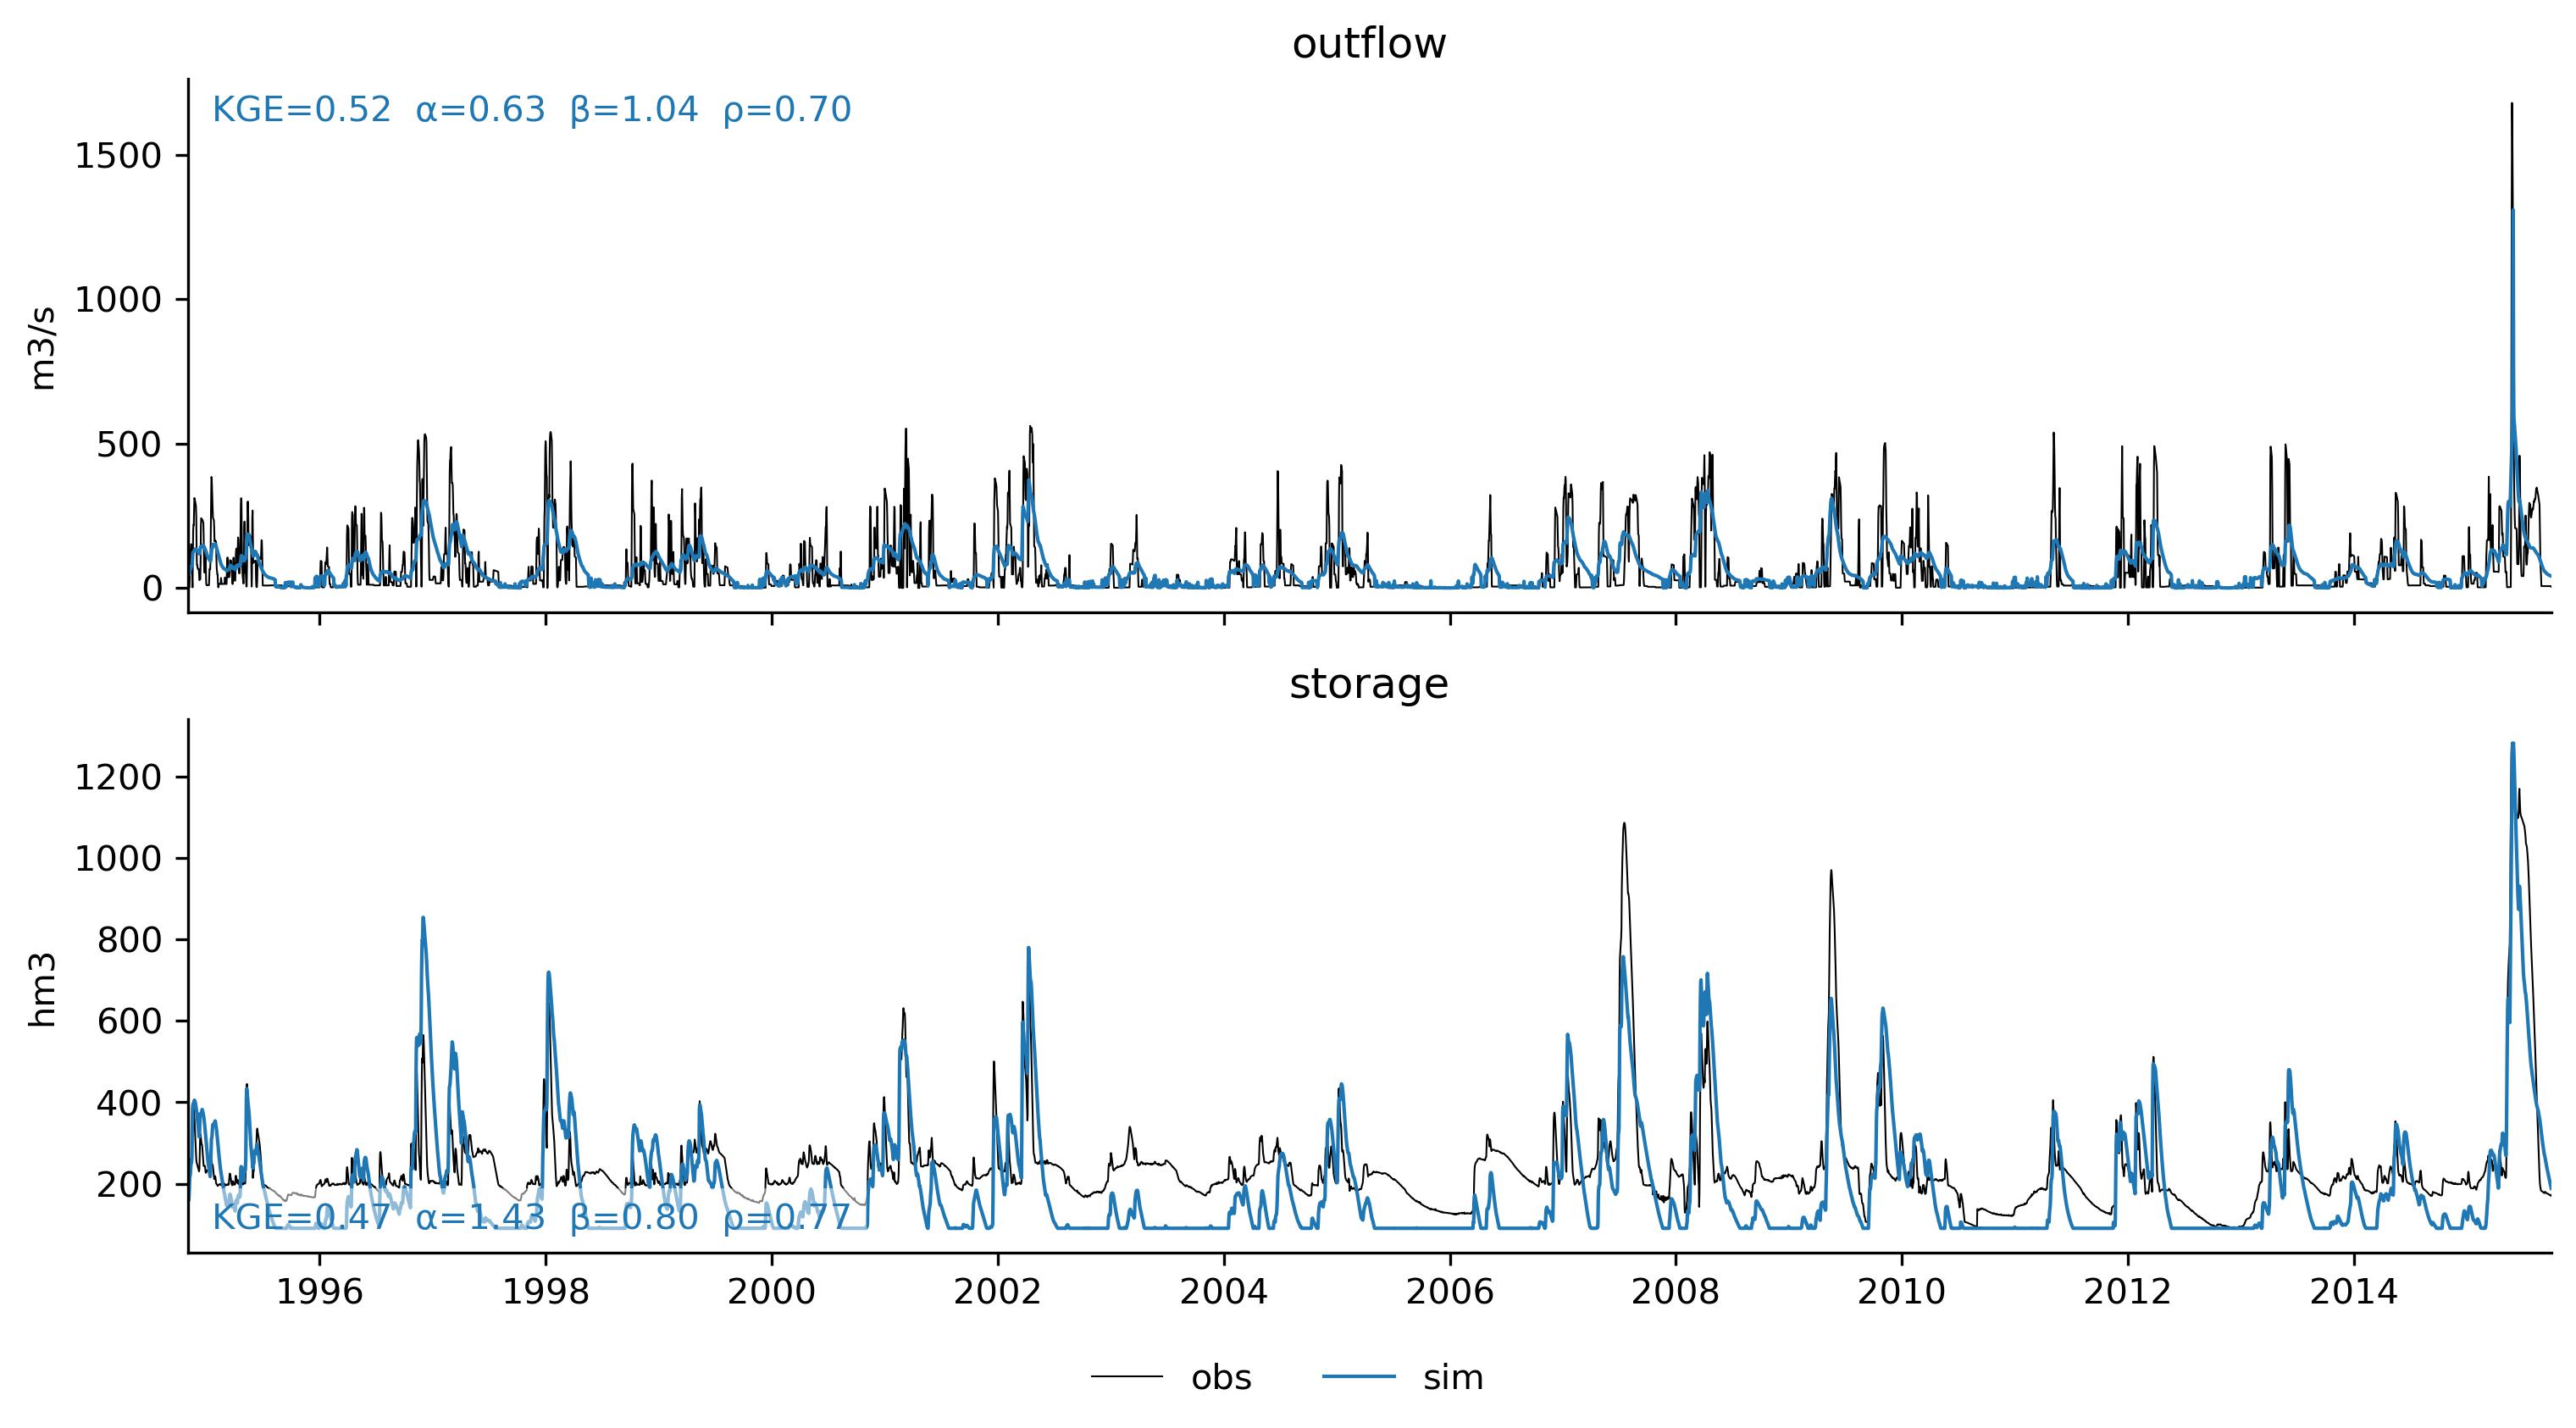 outflow
KGE=0.52 α=0.63 β=1.04 ρ=0.70
1500
1000
500
0
m3/s
storage
1200
1000
800
600
400
200
hm3
KGE=0.47 α=1.43 β=0.80 ρ=0.77
1996 1998 2000 2002 2004 2006 2008 2010 2012 2014
obs sim